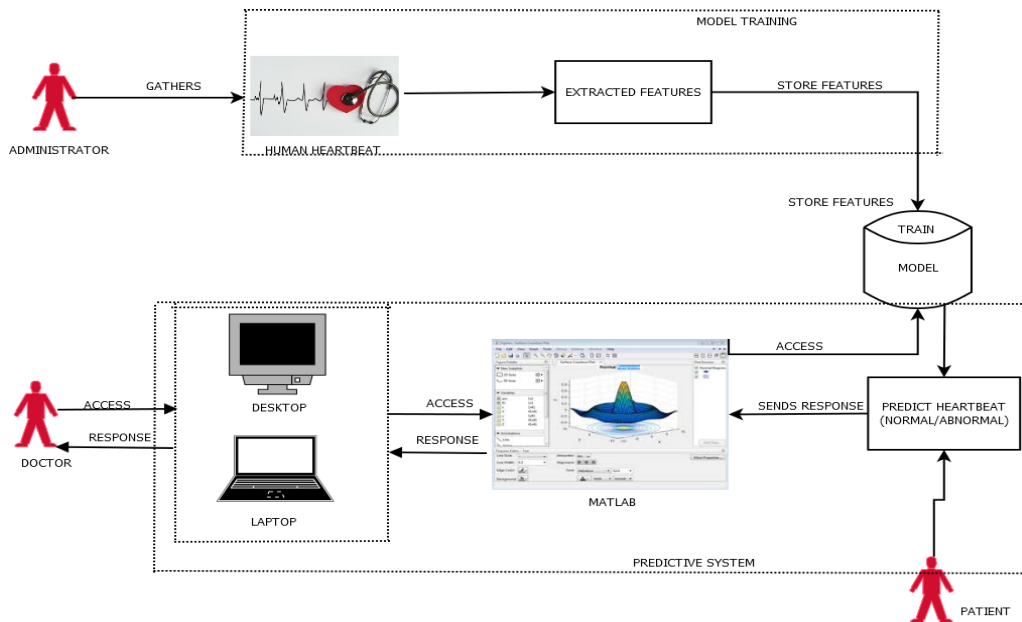 MODEL TRAINING
GATHERS
EXTRACTED FEATURES
STORE FEATURES
ADMINISTRATOR
HUMAN HEARTBEAT
STORE FEATURES
TRAIN
MODEL
ACCESS
DESKTOP
ACCESS
ACCESS
SENDS RESPONSE
PREDICT HEARTBEAT
(NORMAL/ABNORMAL)
RESPONSE
RESPONSE
DOCTOR
MATLAB
LAPTOP
PREDICTIVE SYSTEM
PATIENT